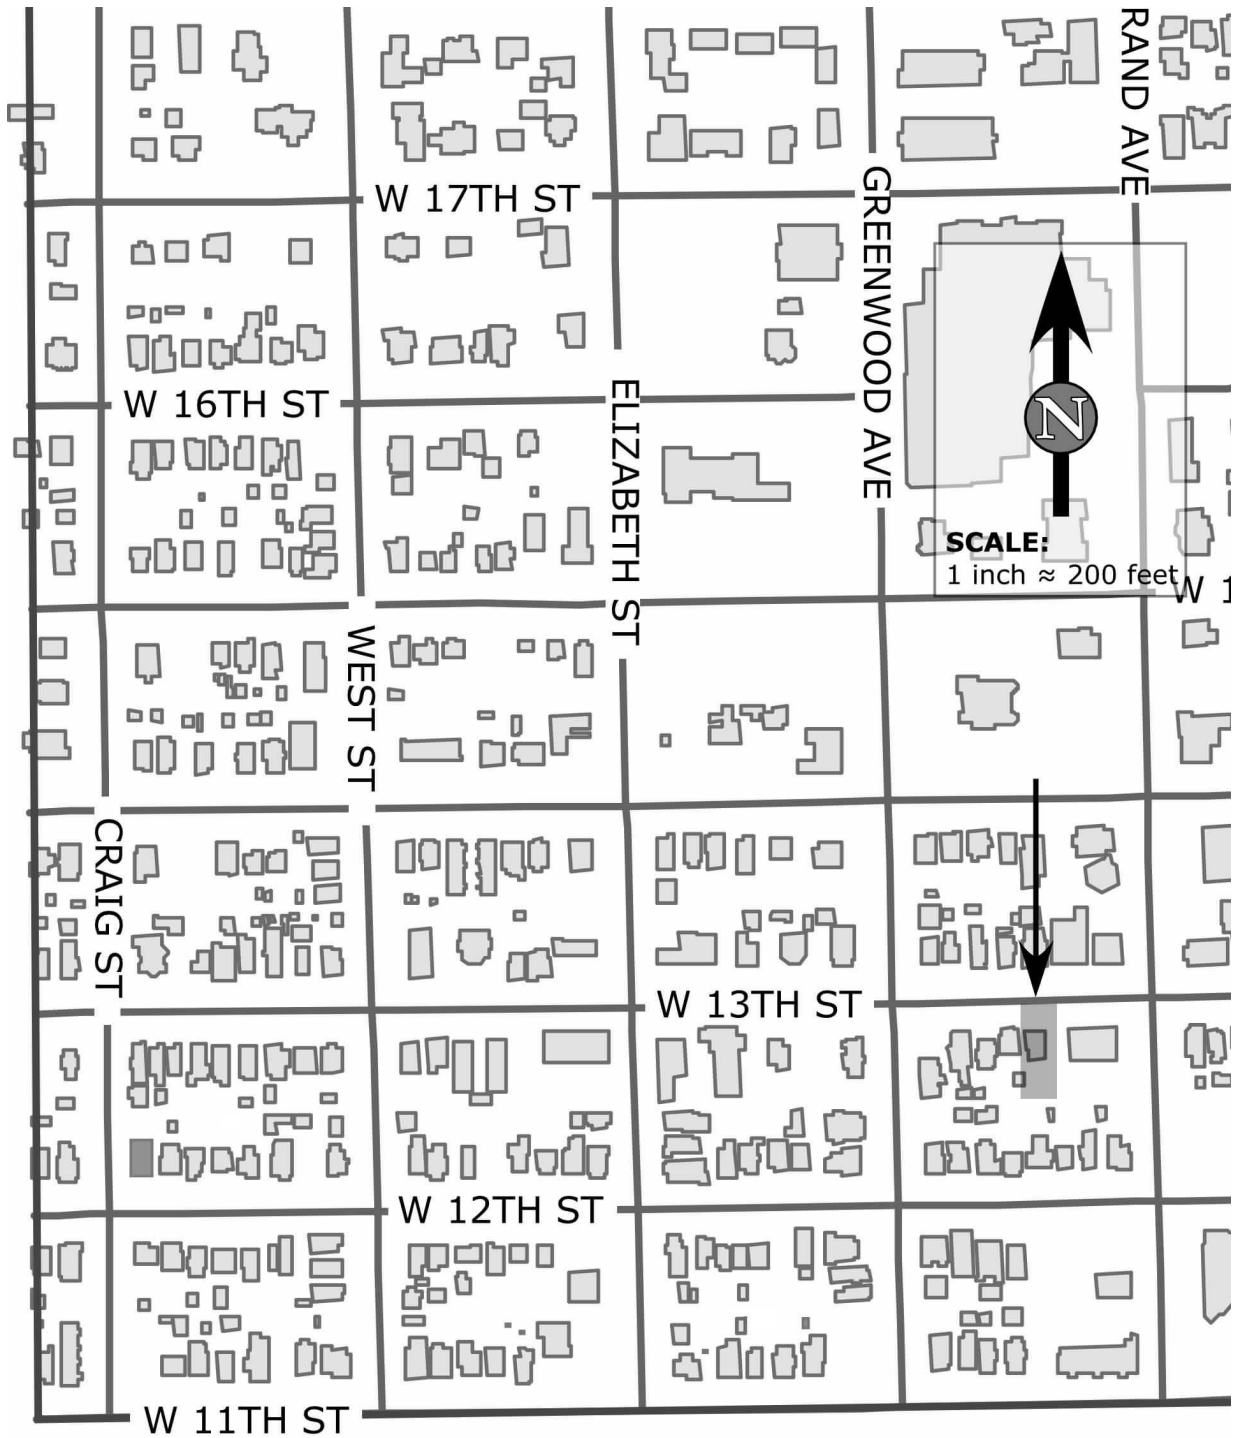 RAND AVE
W 17TH ST
GREENWOOD AVE
W 16TH ST
ELIZABETH ST
N
SCALE:
1 inch ≈ 200 feet
W 1
WEST ST
CRAIG ST
W 13TH ST
W 12TH ST
W 11TH ST